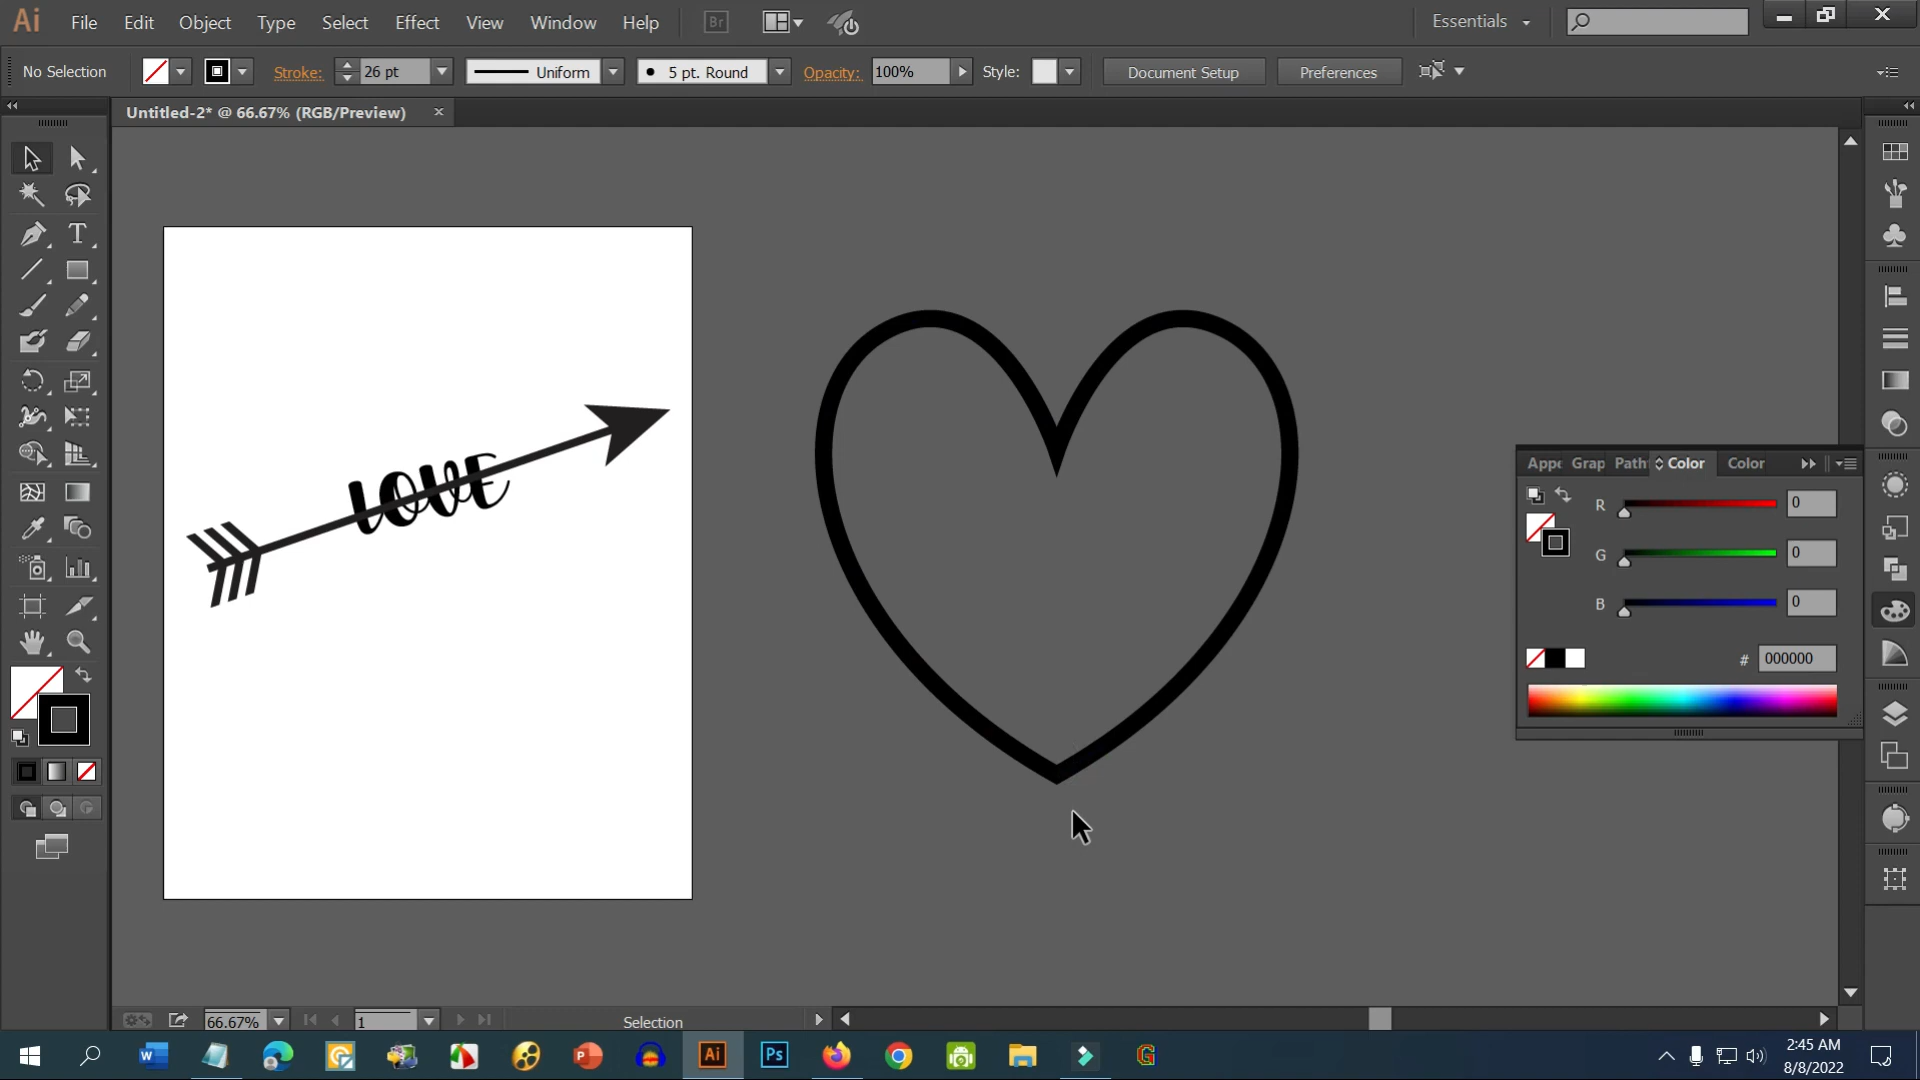 Ai File Edit Object Type Select Effect View Window Help Br Essentials
No Selection Stroke: 26 pt Uniform 5 pt. Round Opacity: 100% Style: Document Setup Preferences
Untitled-2* @ 66.67% (RGB/Preview)
LOVE
Appe Grap Path Color Color
R 0
G 0
B 0
# 000000
66.67% 1 Selection
Ai Ps
2:45 AM
8/8/2022